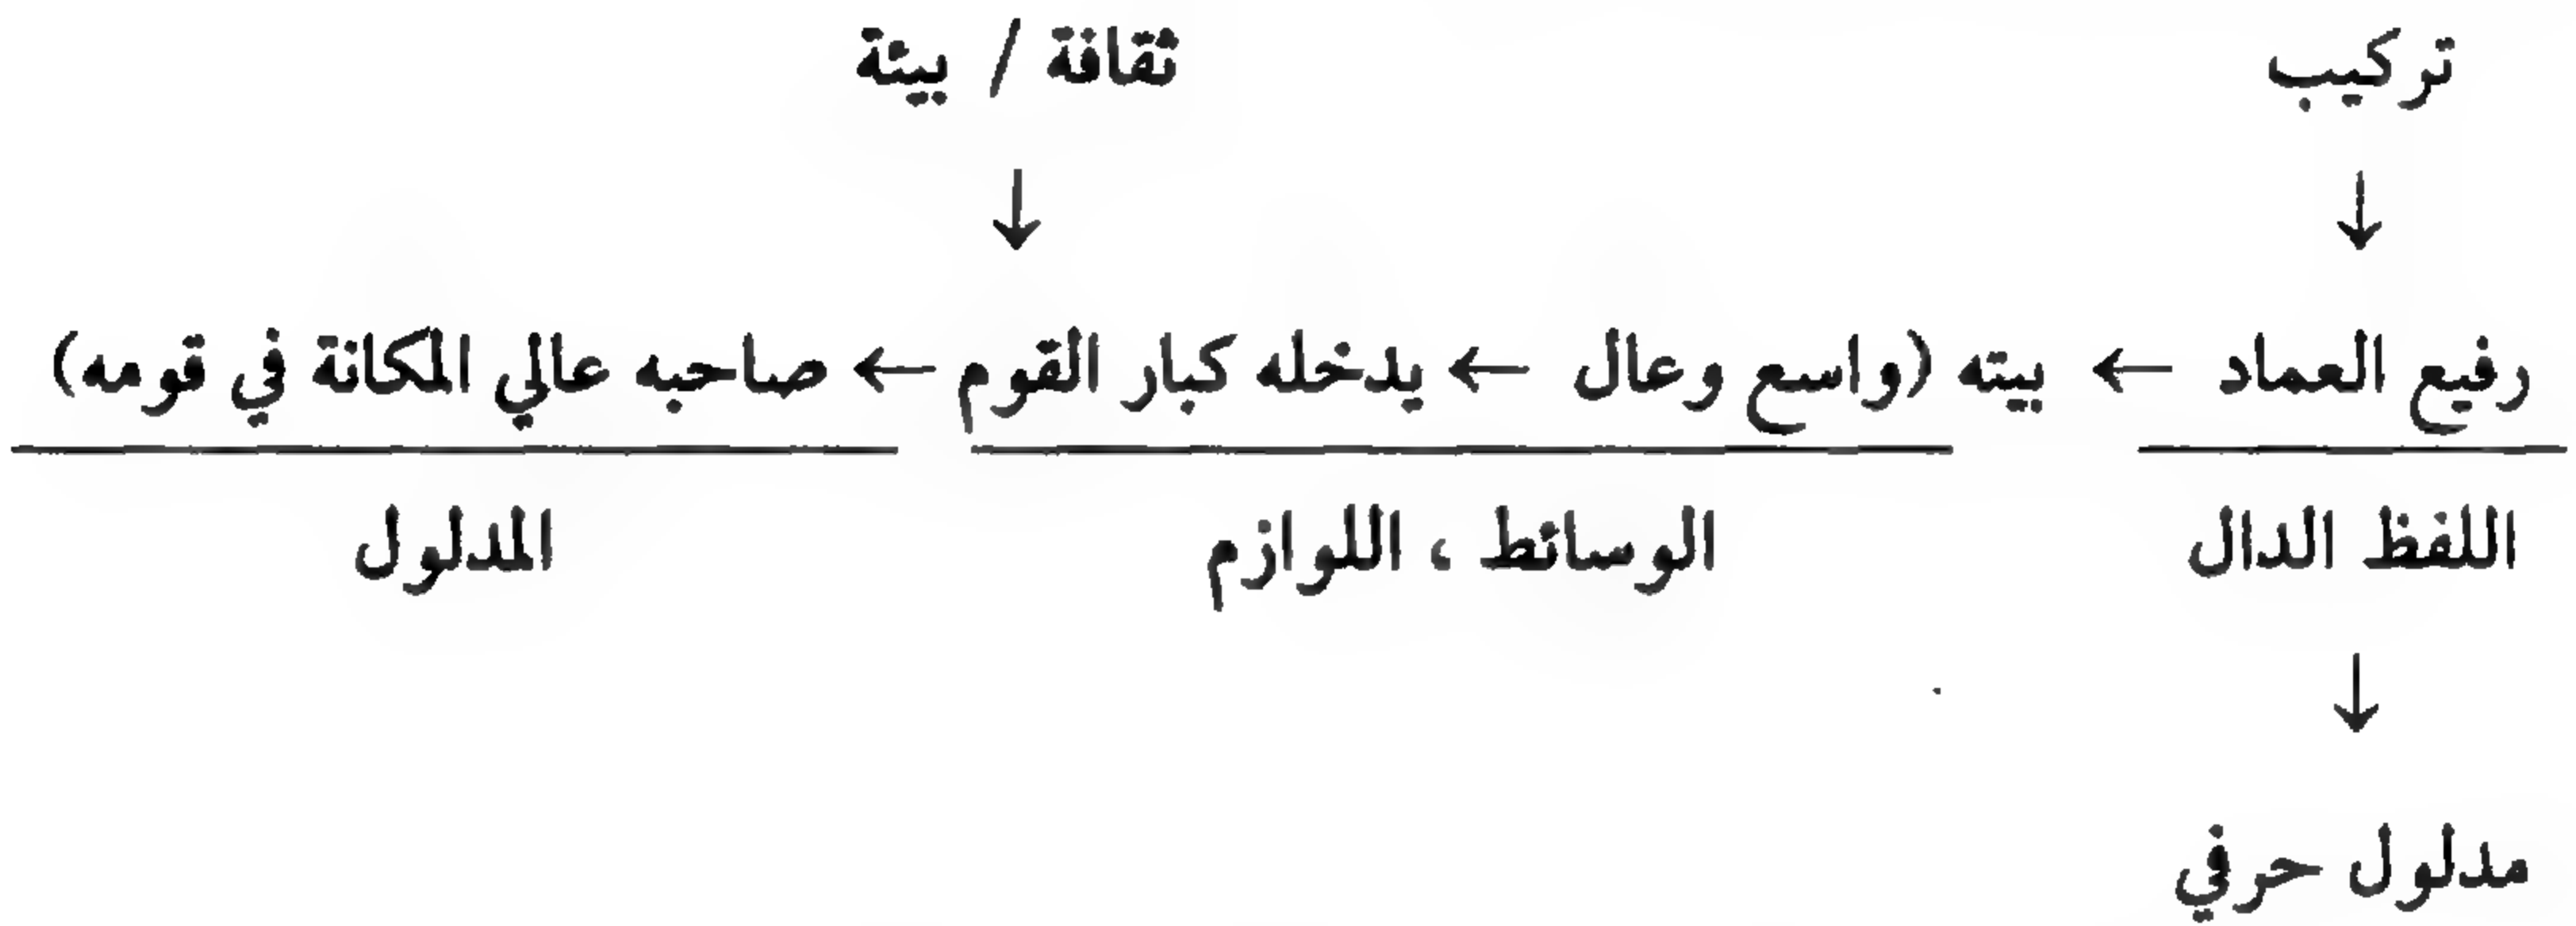 تركيب ثقافة / بيئة
↓ ↓
رفيع العماد ← بيته (واسع وعال ← يدخله كبار القوم ← صاحبه عالي المكانة في قومه)
اللفظ الدال الوسائط ، اللوازم المدلول
↓
مدلول حرفي